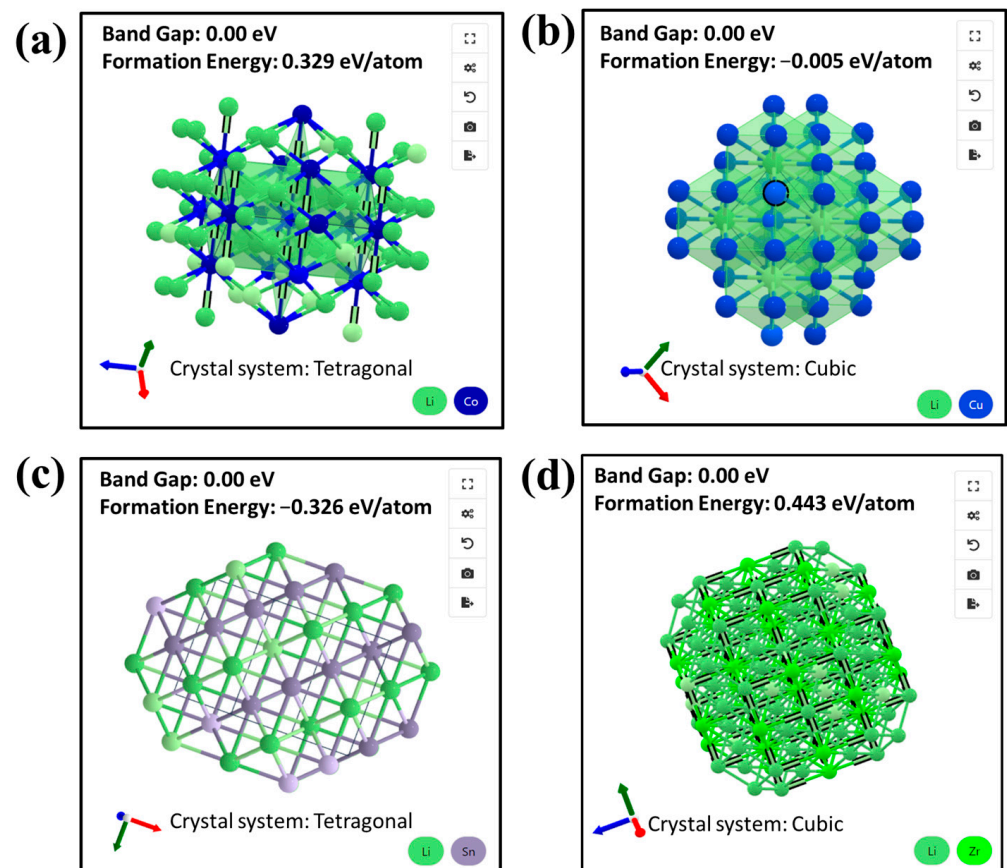 (a)
Band Gap: 0.00 eV
Formation Energy: 0.329 eV/atom
Crystal system: Tetragonal
Li Co
(b)
Band Gap: 0.00 eV
Formation Energy: −0.005 eV/atom
Crystal system: Cubic
Li Cu
(c)
Band Gap: 0.00 eV
Formation Energy: −0.326 eV/atom
Crystal system: Tetragonal
Li Sn
(d)
Band Gap: 0.00 eV
Formation Energy: 0.443 eV/atom
Crystal system: Cubic
Li Zr